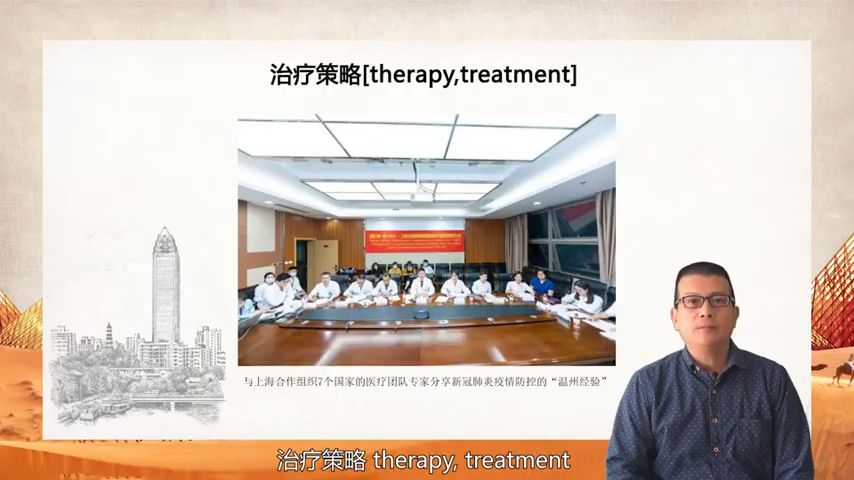 治疗策略[therapy,treatment]
与上海合作组织7个国家的医疗团队专家分享新冠肺炎疫情防控的“温州经验”
治疗策略 therapy, treatment